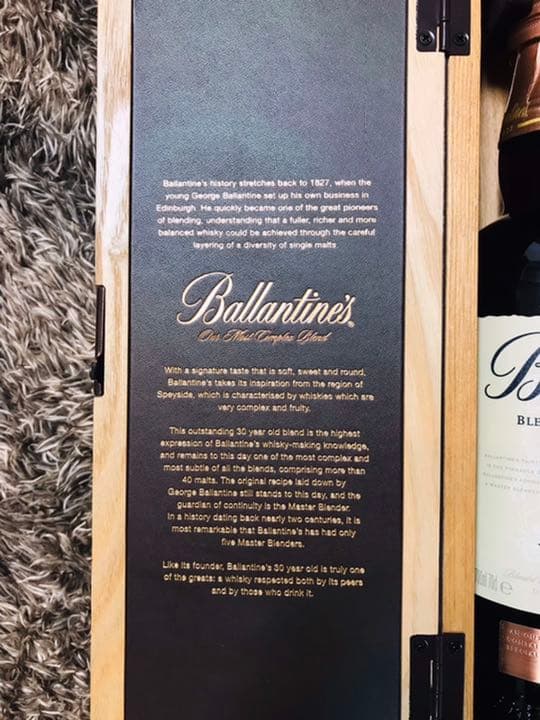 Ballantine's history stretches back to 1827, when the
young George Ballantine set up his own business in
Edinburgh. He quickly became one of the great pioneers
of blending, understanding that a fuller, richer and more
balanced whisky could be achieved through the careful
layering of a diversity of single malts.
Ballantine's
Our Most Complex Blend
With a signature taste that is soft, sweet and round,
Ballantine's takes its inspiration from the region of
Speyside, which is characterised by whiskies which are
very complex and fruity.
This outstanding 30 year old blend is the highest
expression of Ballantine's whisky-making knowledge,
and remains to this day one of the most complex and
most subtle of all the blends, comprising more than
40 malts. The original recipe laid down by
George Ballantine still stands to this day, and the
guardian of continuity is the Master Blender.
In a history dating back nearly two centuries, it is
most remarkable that Ballantine's has had only
five Master Blenders.
Like its founder, Ballantine's 30 year old is truly one
of the greats: a whisky respected both by its peers
and by those who drink it.
B
BLE